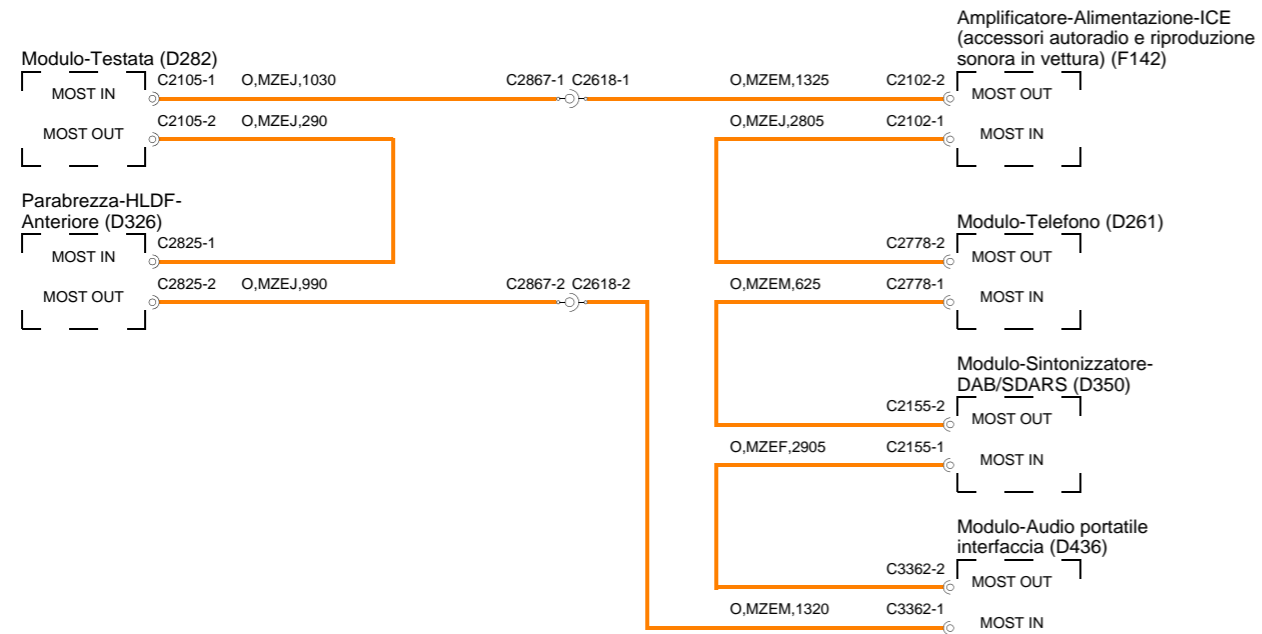 Modulo-Testata (D282)
MOST IN
C2105-1
O,MZEJ,1030
C2867-1
C2618-1
O,MZEM,1325
C2102-2
Amplificatore-Alimentazione-ICE
(accessori autoradio e riproduzione
sonora in vettura) (F142)
MOST OUT
MOST OUT
C2105-2
O,MZEJ,290
O,MZEJ,2805
C2102-1
MOST IN
Parabrezza-HLDF-
Anteriore (D326)
MOST IN
C2825-1
C2778-2
Modulo-Telefono (D261)
MOST OUT
MOST OUT
C2825-2
O,MZEJ,990
C2867-2
C2618-2
O,MZEM,625
C2778-1
MOST IN
Modulo-Sintonizzatore-
DAB/SDARS (D350)
C2155-2
MOST OUT
O,MZEF,2905
C2155-1
MOST IN
Modulo-Audio portatile
interfaccia (D436)
C3362-2
MOST OUT
O,MZEM,1320
C3362-1
MOST IN